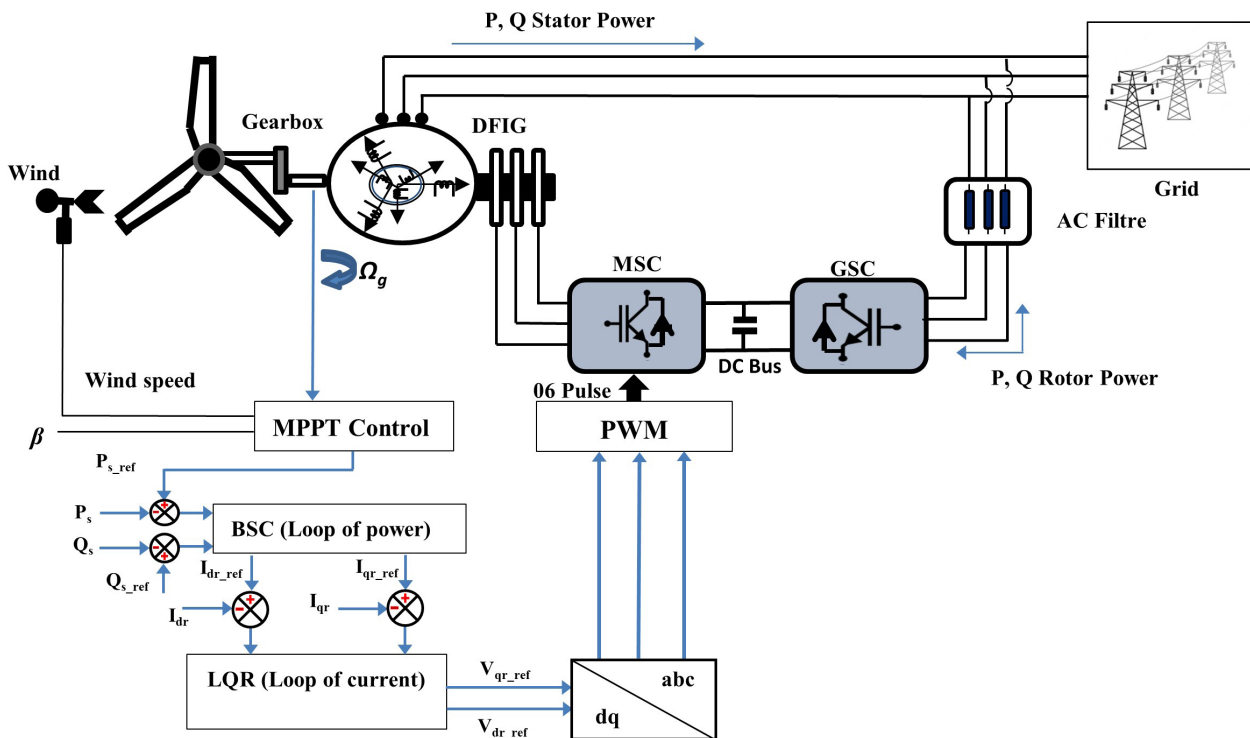 P, Q Stator Power
Gearbox
DFIG
Wind
Grid
AC Filtre
Ω_g
MSC
GSC
DC Bus
P, Q Rotor Power
Wind speed
06 Pulse
β
MPPT Control
PWM
P_s_ref
P_s
BSC (Loop of power)
Q_s
Q_s_ref
I_dr_ref
I_qr_ref
I_dr
I_qr
LQR (Loop of current)
V_qr_ref
V_dr_ref
abc
dq